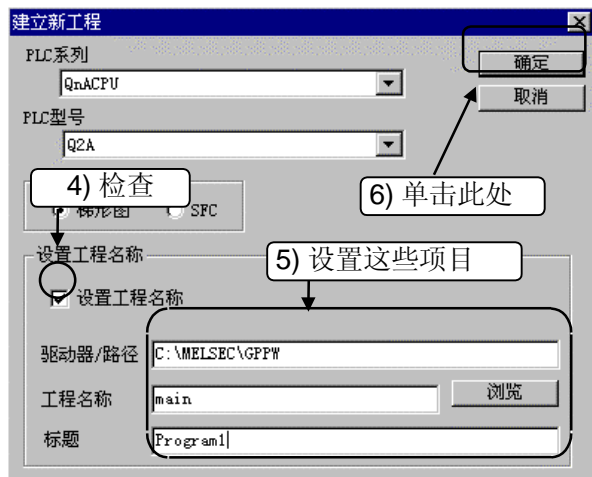 建立新工程
PLC系列
确定
QnACPU
取消
PLC型号
Q2A
4) 检查
6) 单击此处
梯形图 SFC
设置工程名称
5) 设置这些项目
设置工程名称
驱动器/路径 C:\MELSEC\GPPW
工程名称 main 浏览
标题 Program1